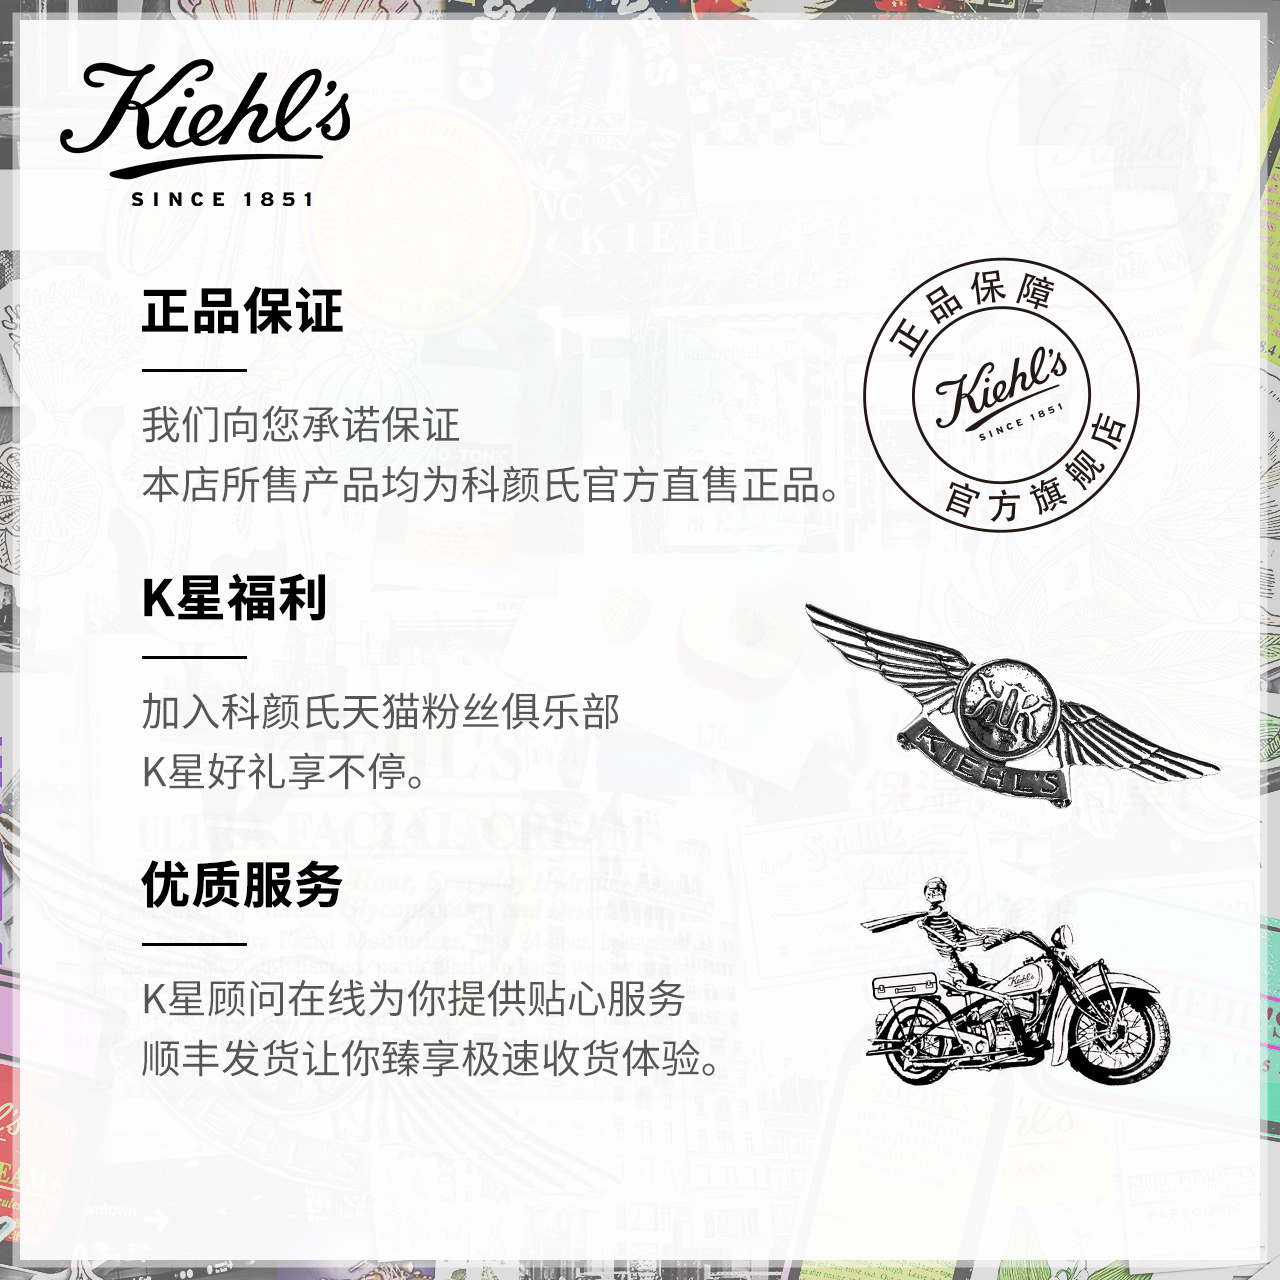 Kiehl's
SINCE 1851
正品保证
我们向您承诺保证
本店所售产品均为科颜氏官方直售正品。
正品保障
Kiehl's
SINCE 1851
官方旗舰店
K星福利
加入科颜氏天猫粉丝俱乐部
K星好礼享不停。
K
KIEHL'S
优质服务
K星顾问在线为你提供贴心服务
顺丰发货让你臻享极速收货体验。
Kiehl's